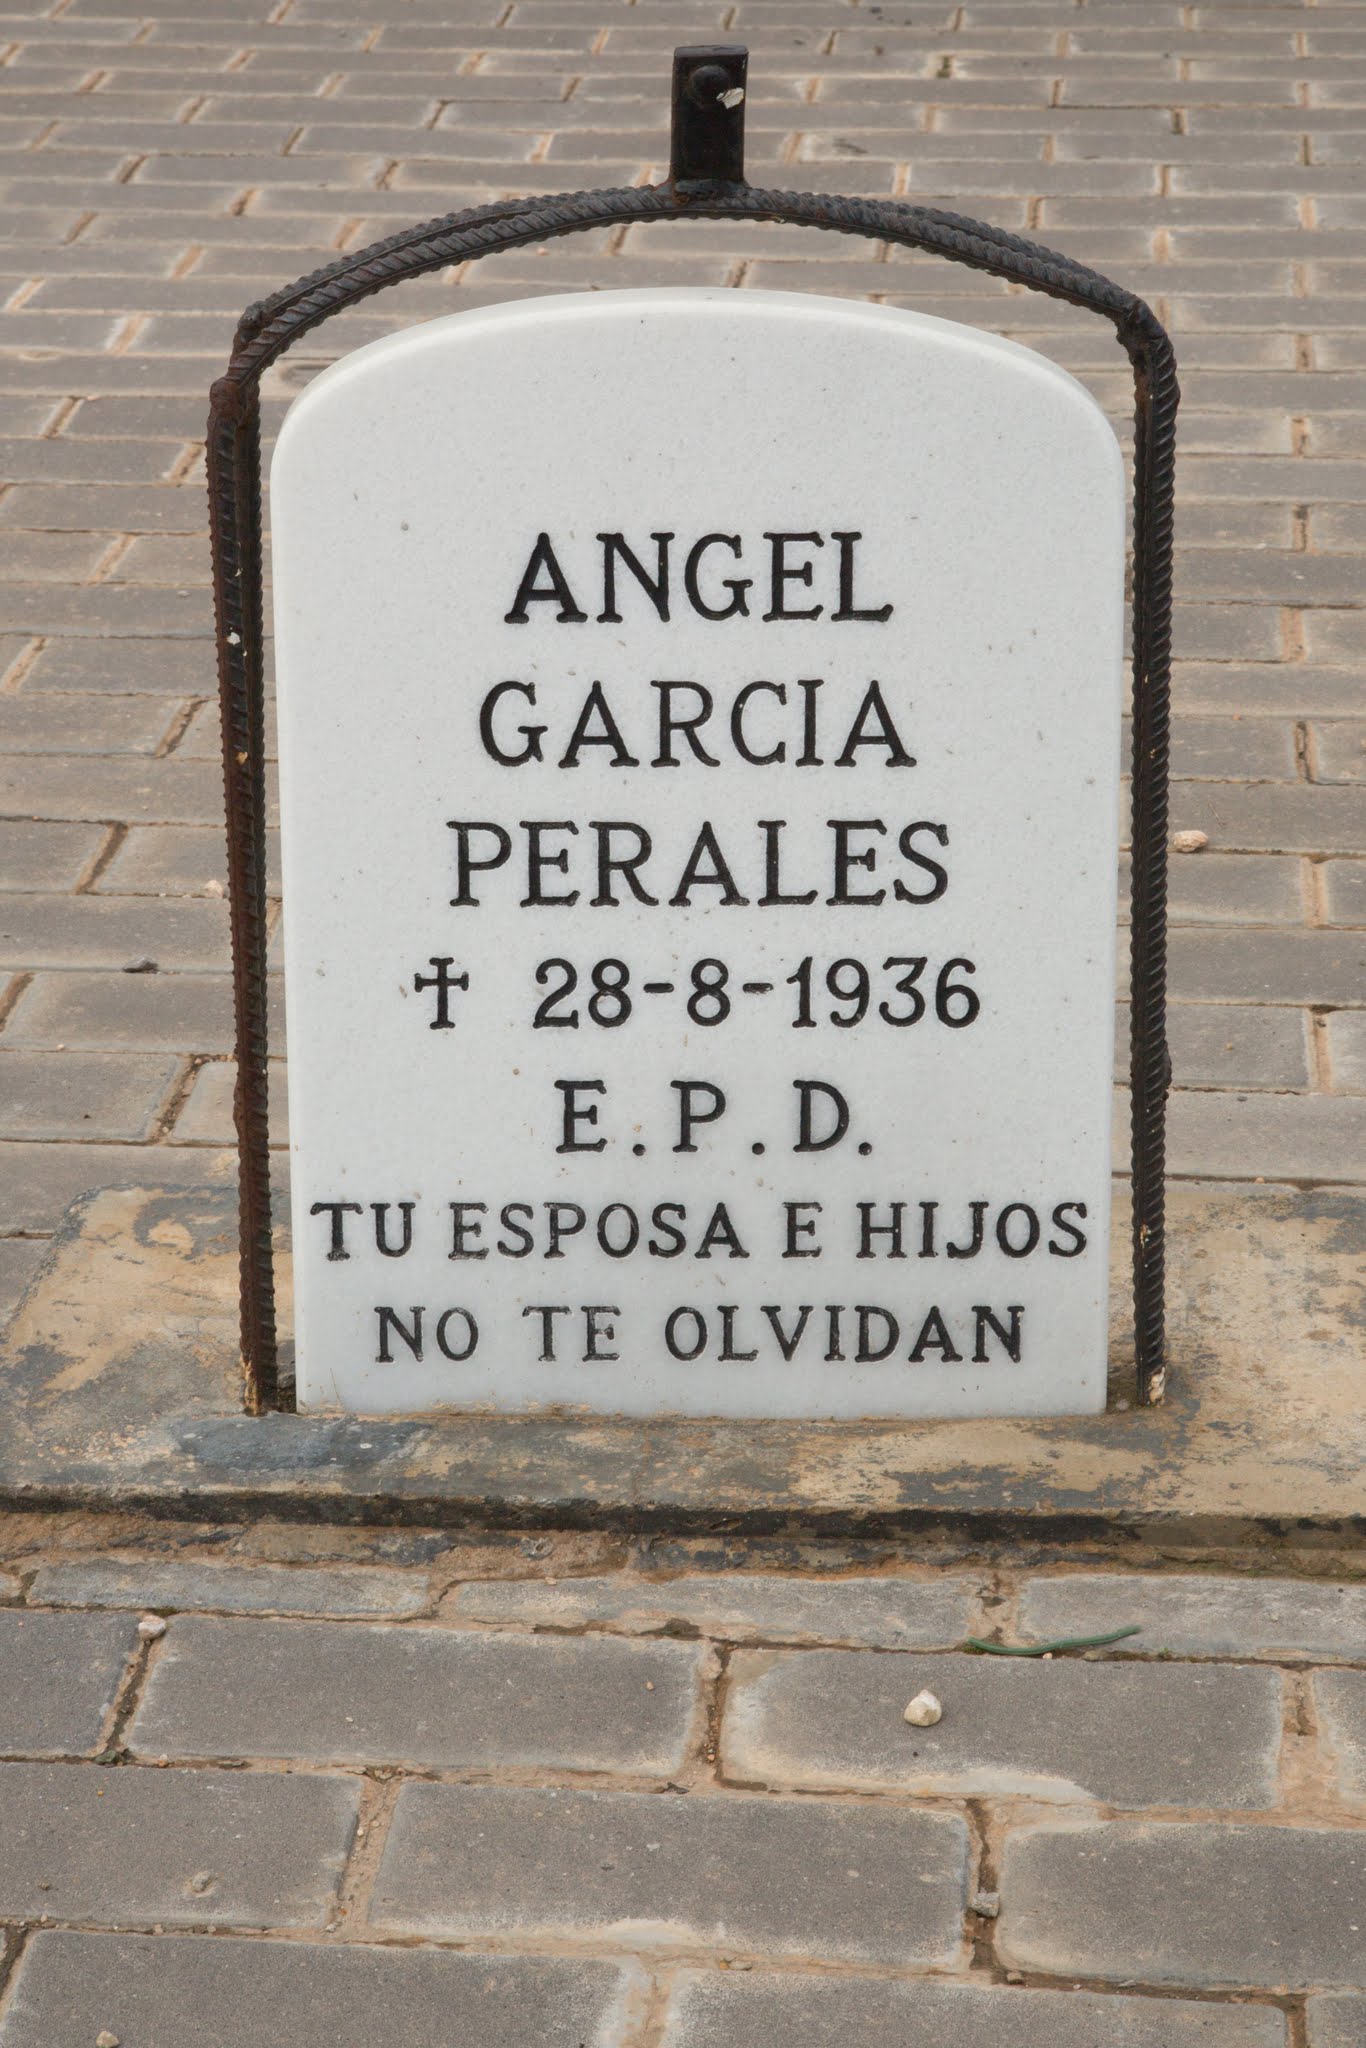 ANGEL
GARCIA
PERALES
✝ 28-8-1936
E.P.D.
TU ESPOSA E HIJOS
NO TE OLVIDAN